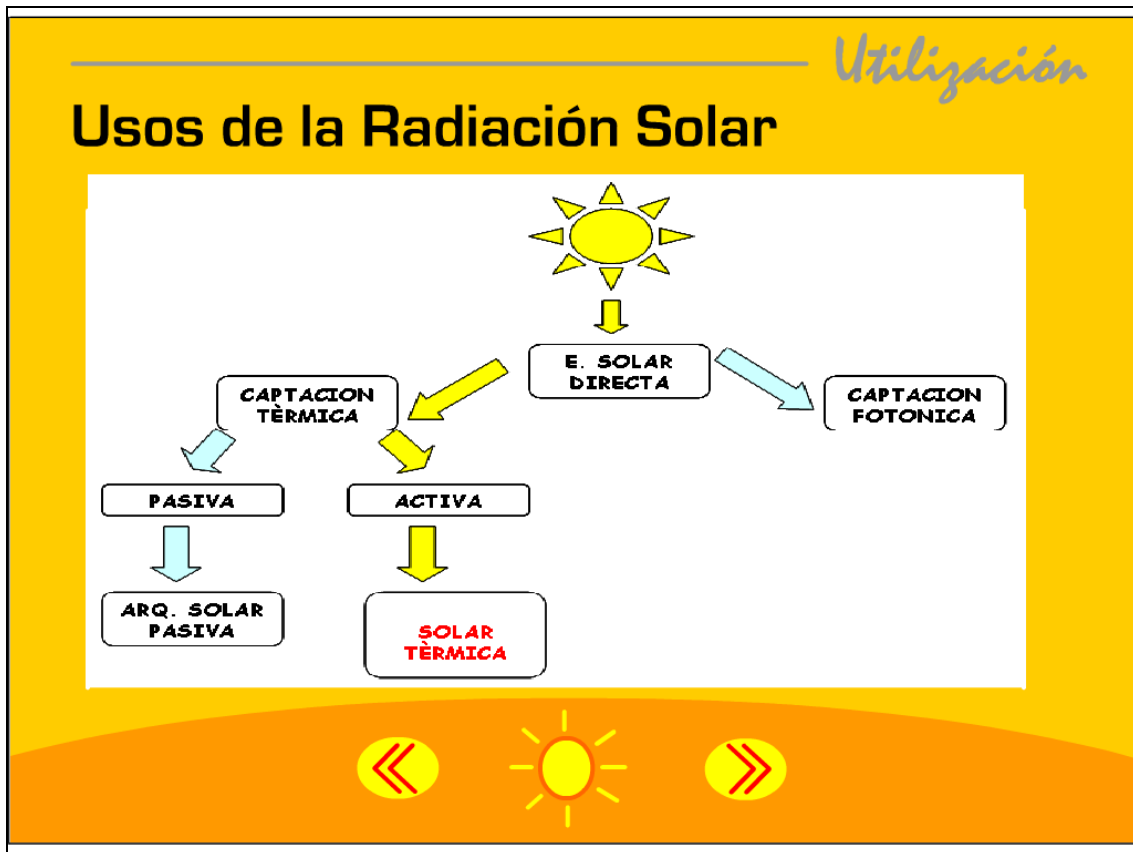 Utilización
Usos de la Radiación Solar
E. SOLAR
DIRECTA
CAPTACION
TÈRMICA
CAPTACION
FOTONICA
PASIVA
ACTIVA
ARQ. SOLAR
PASIVA
SOLAR
TÈRMICA